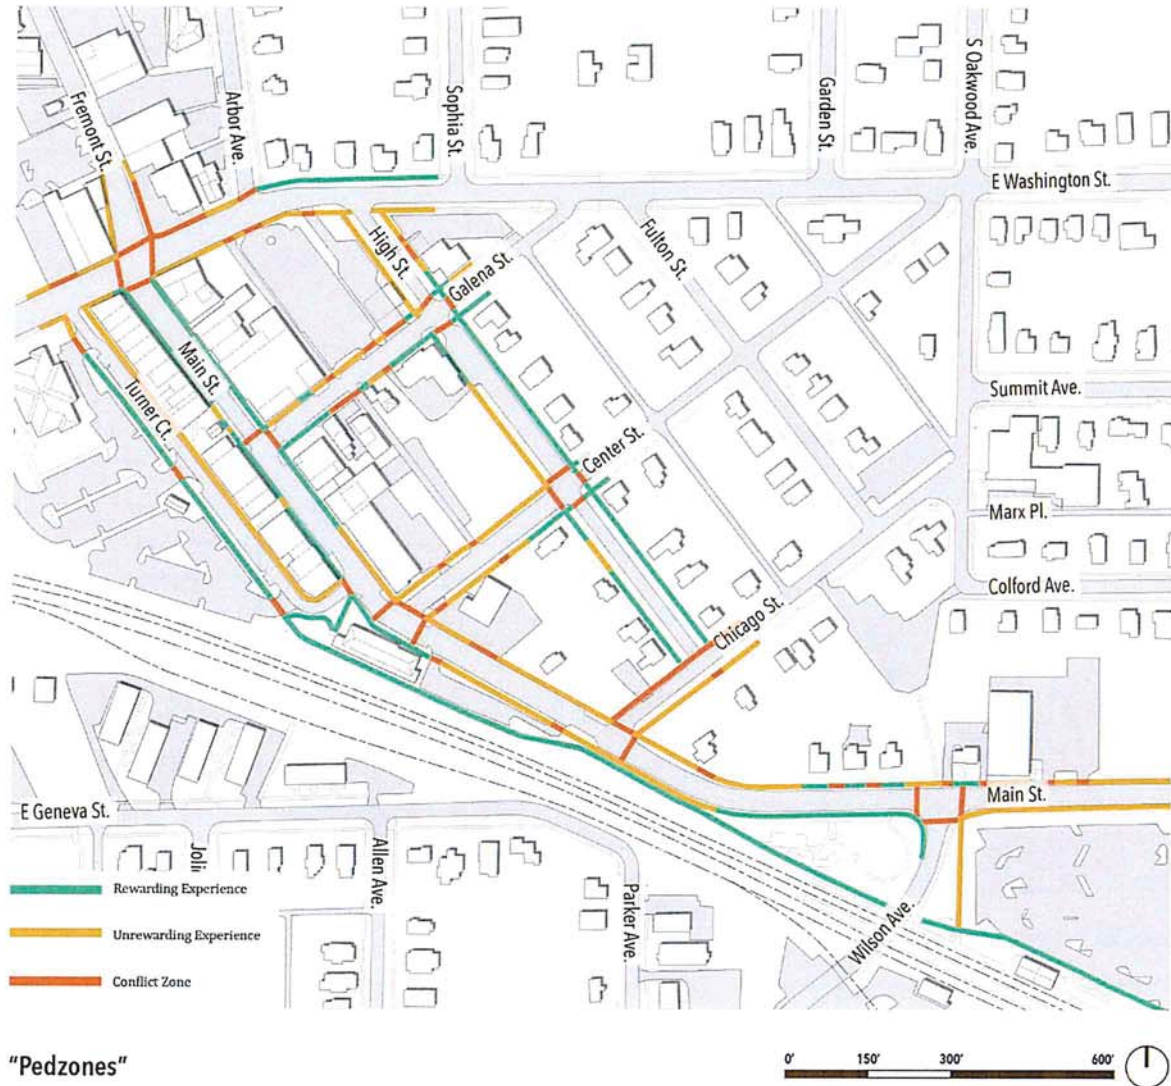 Fremont St.
Arbor Ave.
Sophia St.
Garden St.
S Oakwood Ave.
E Washington St.
High St.
Galena St.
Fulton St.
Main St.
Turner Ct.
Summit Ave.
Center St.
Marx Pl.
Colford Ave.
Chicago St.
Main St.
E Geneva St.
Allen Ave.
Parker Ave.
Wilson Ave.
Rewarding Experience
Unrewarding Experience
Conflict Zone
"Pedzones"
0' 150' 300' 600'